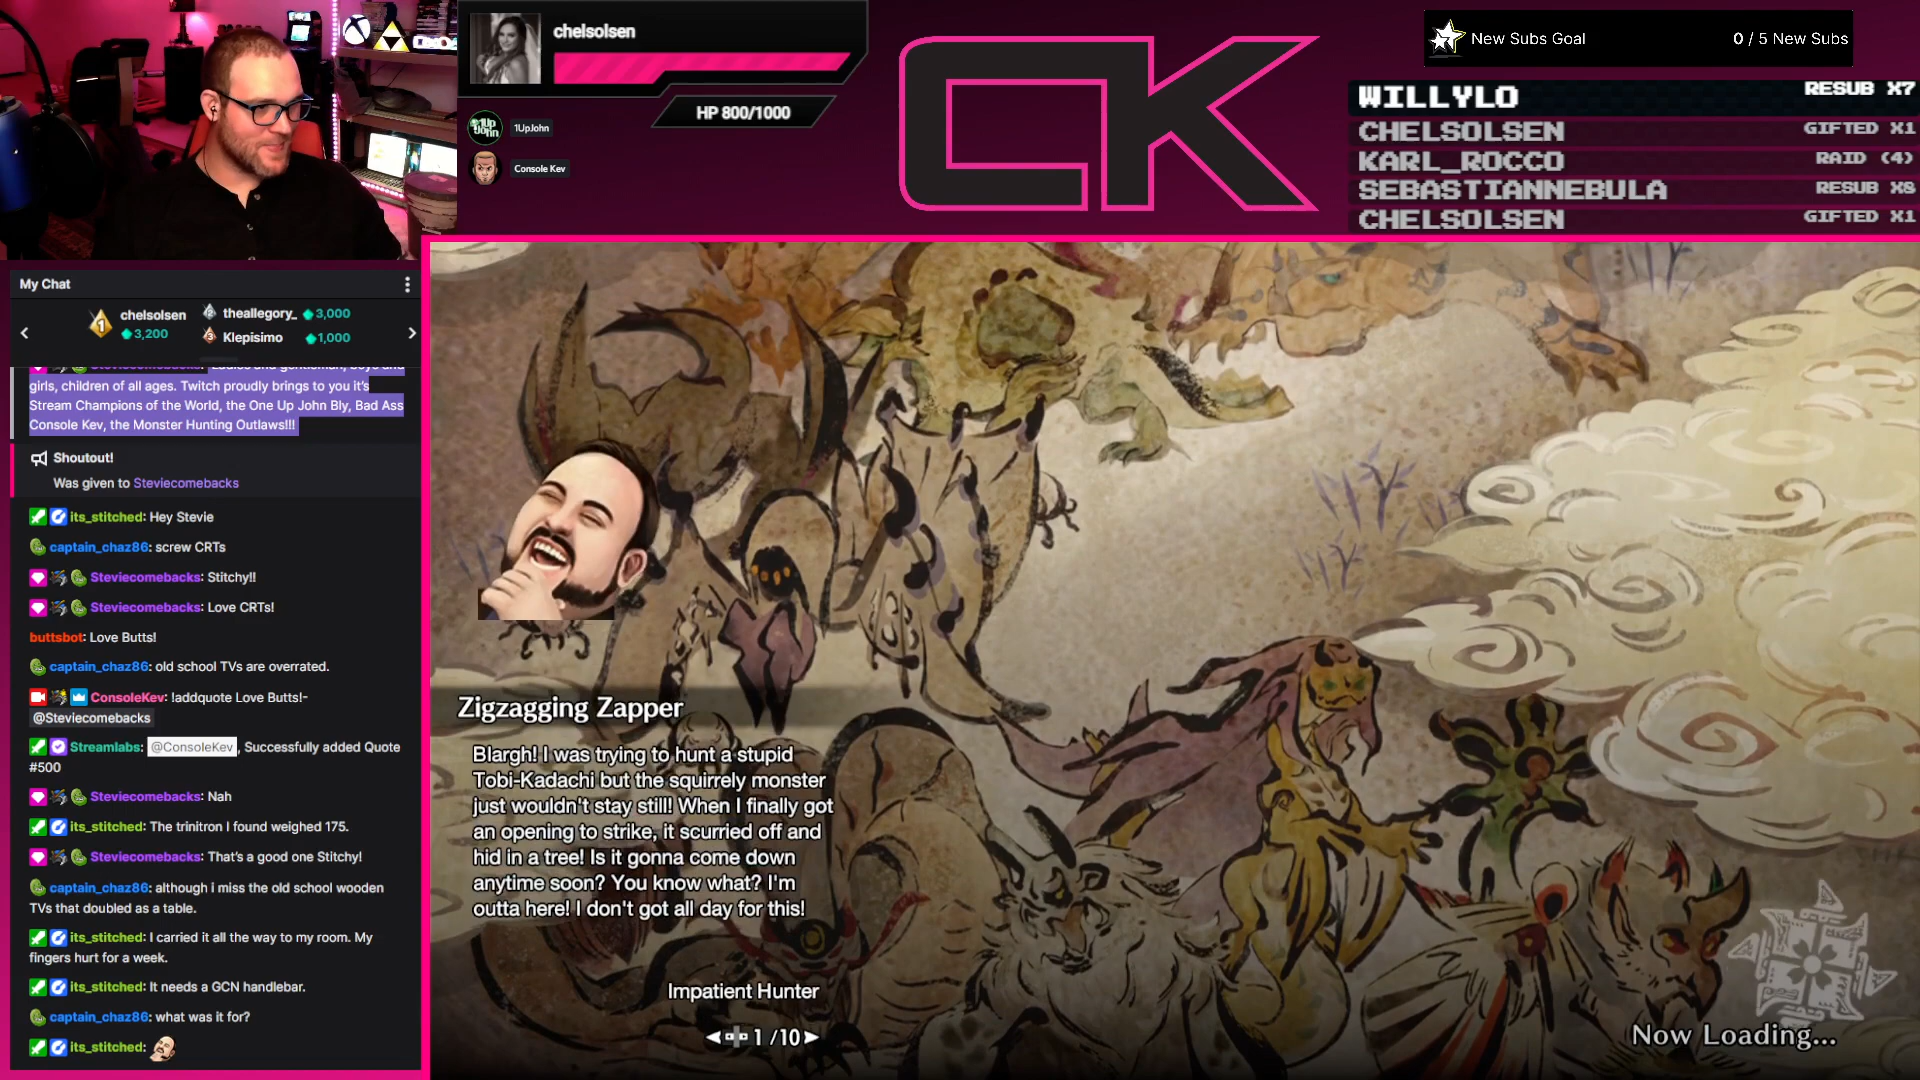 chelsolsen
HP 800/1000
1UpJohn
Console Kev
CK
New Subs Goal
0 / 5 New Subs
WILLYLO RESUB X7
CHELSOLSEN GIFTED X1
KARL_ROCCO RAID (4)
SEBASTIANNEBULA RESUB X8
CHELSOLSEN GIFTED X1
My Chat
1 chelsolsen 3,200
theallegory_ 3,000
Klepisimo 1,000
Steviecomebacks: Ladies and gentleman, boys and
girls, children of all ages. Twitch proudly brings to you it's
Stream Champions of the World, the One Up John Bly, Bad Ass
Console Kev, the Monster Hunting Outlaws!!!
Shoutout!
Was given to Steviecomebacks
its_stitched: Hey Stevie
captain_chaz86: screw CRTs
Steviecomebacks: Stitchy!!
Steviecomebacks: Love CRTs!
buttsbot: Love Butts!
captain_chaz86: old school TVs are overrated.
ConsoleKev: !addquote Love Butts!-
@Steviecomebacks
Streamlabs: @ConsoleKev, Successfully added Quote
#500
Steviecomebacks: Nah
its_stitched: The trinitron I found weighed 175.
Steviecomebacks: That's a good one Stitchy!
captain_chaz86: although i miss the old school wooden
TVs that doubled as a table.
its_stitched: I carried it all the way to my room. My
fingers hurt for a week.
its_stitched: It needs a GCN handlebar.
captain_chaz86: what was it for?
its_stitched:
Zigzagging Zapper
Blargh! I was trying to hunt a stupid
Tobi-Kadachi but the squirrely monster
just wouldn't stay still! When I finally got
an opening to strike, it scurried off and
hid in a tree! Is it gonna come down
anytime soon? You know what? I'm
outta here! I don't got all day for this!
Impatient Hunter
1 /10
Now Loading...